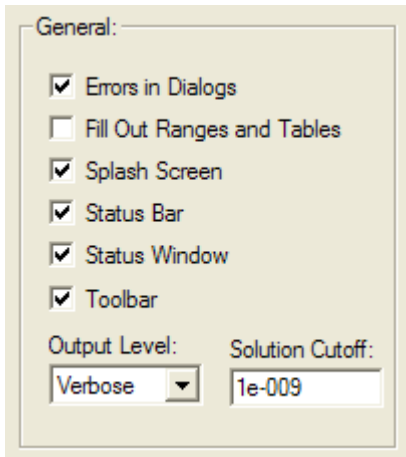 General:
Errors in Dialogs
Fill Out Ranges and Tables
Splash Screen
Status Bar
Status Window
Toolbar
Output Level: Solution Cutoff:
Verbose 1e-009